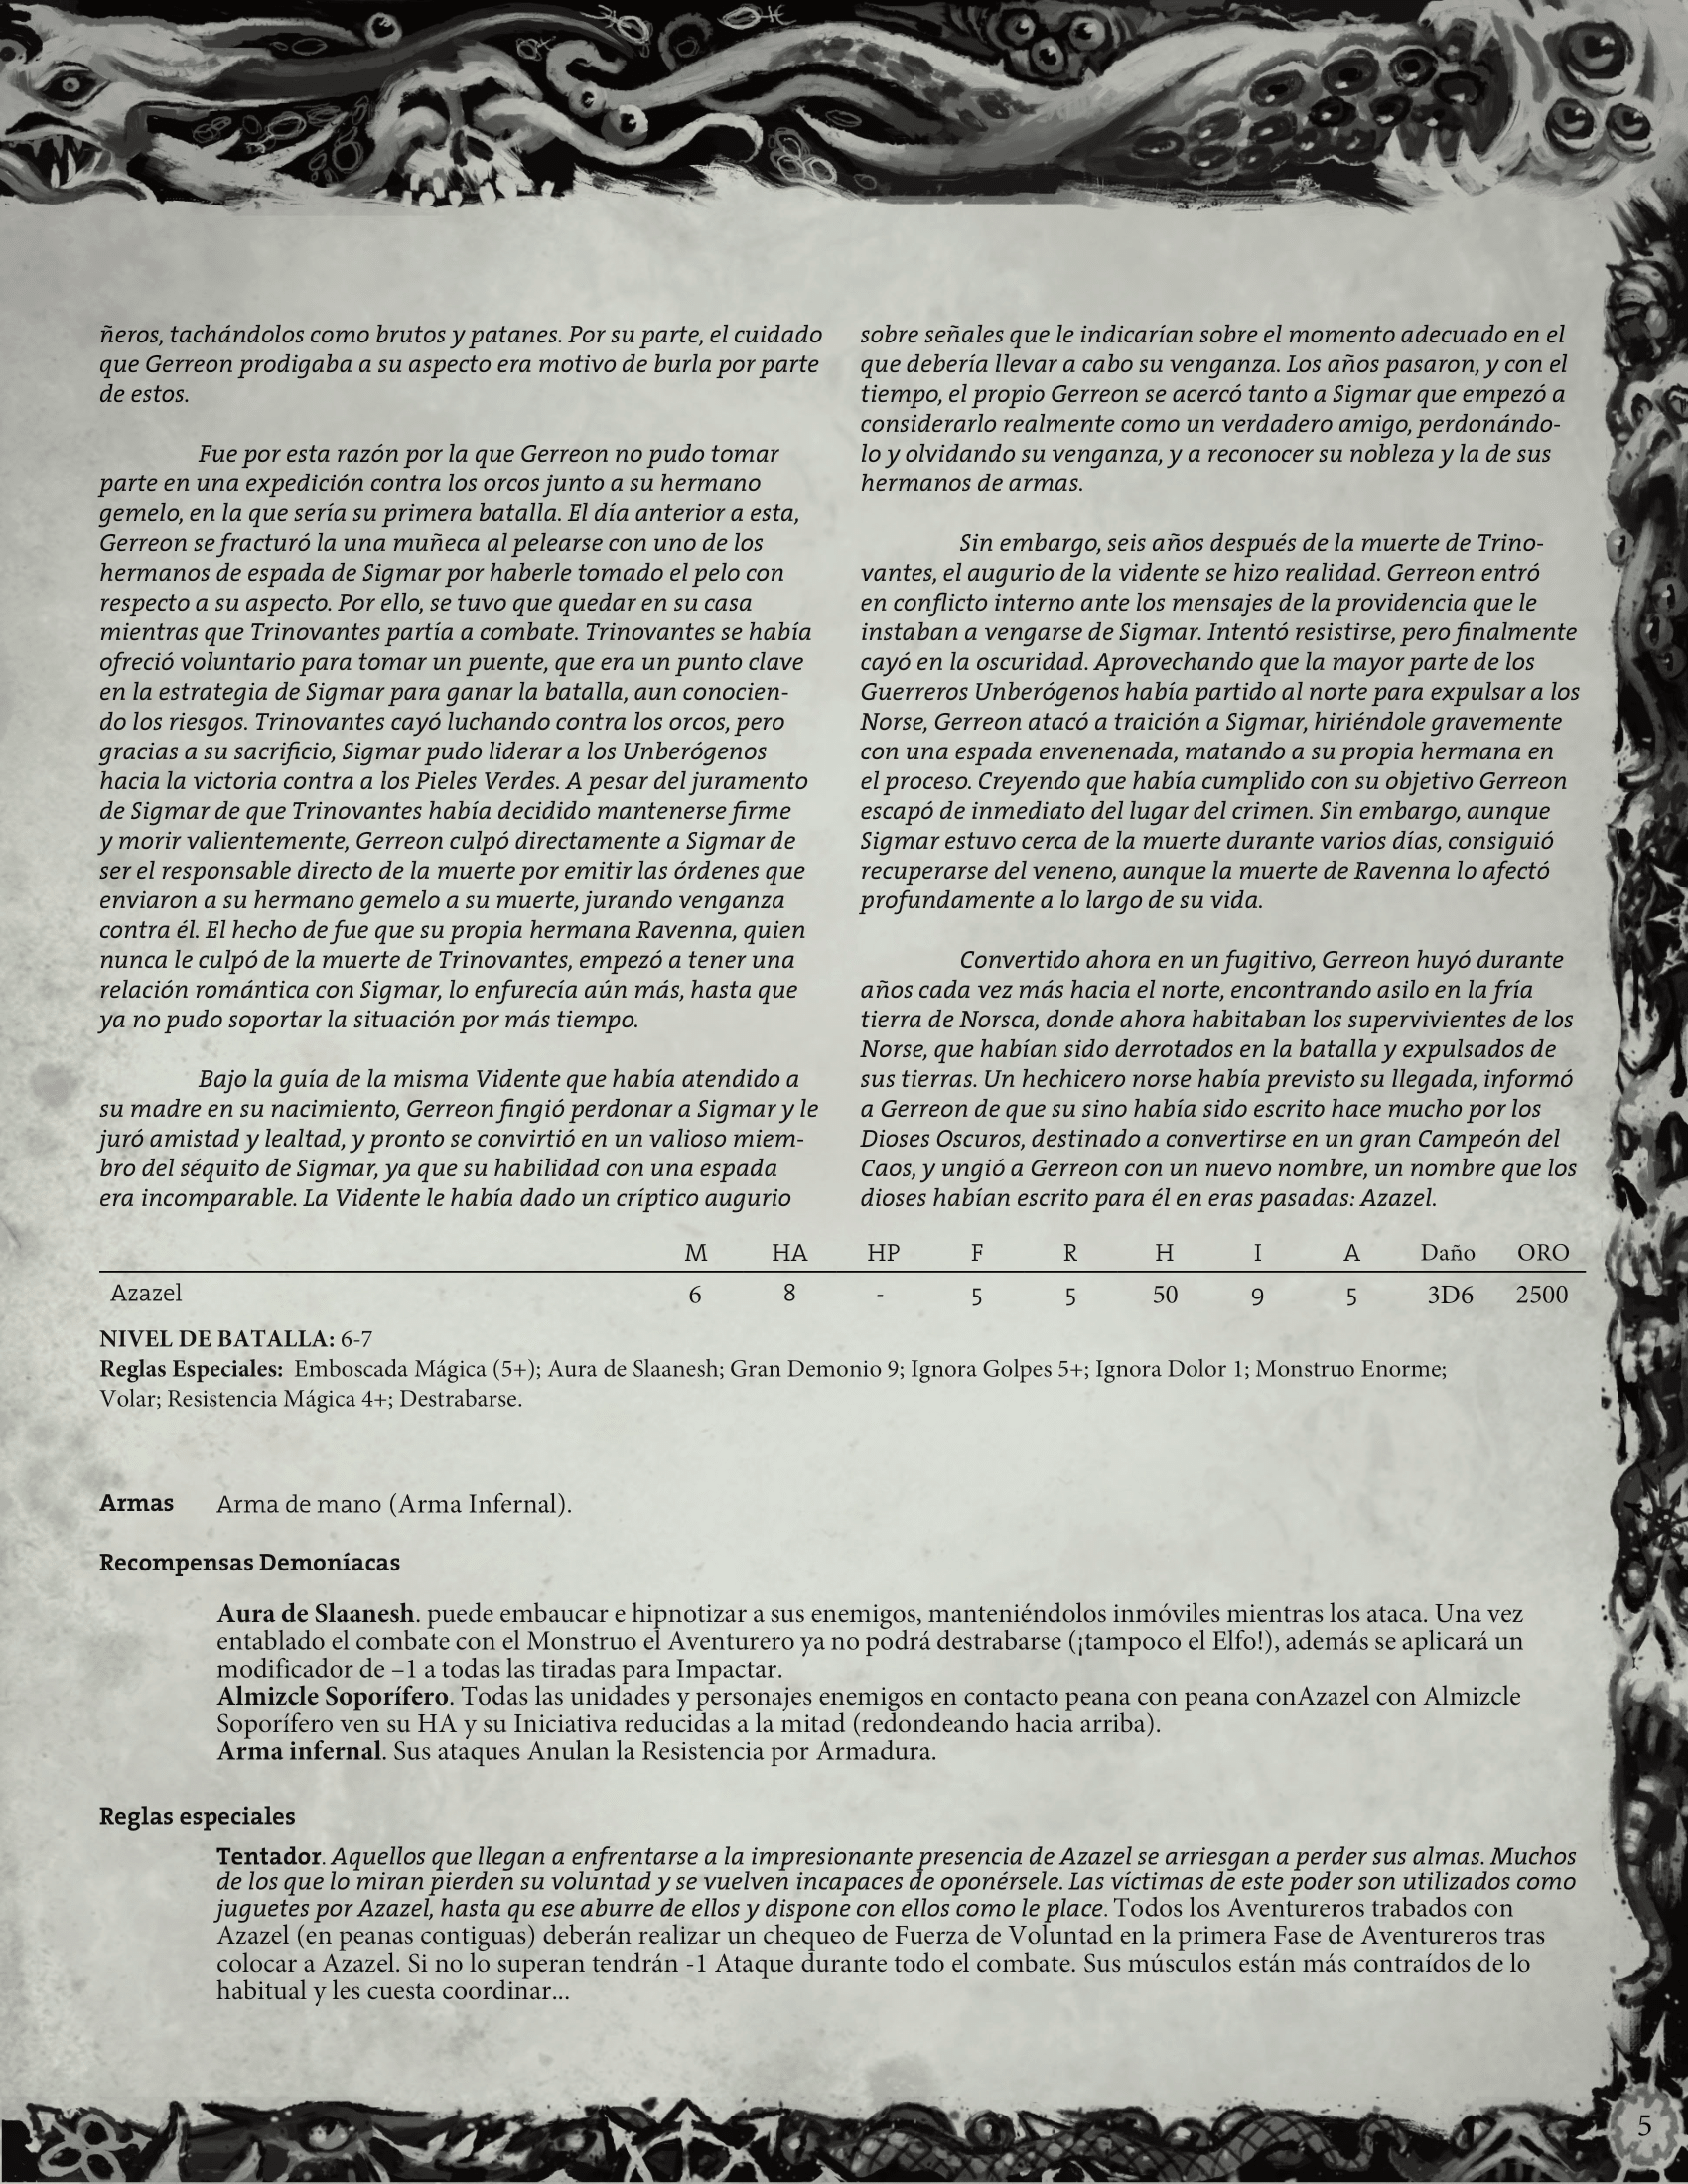 ñeros, tachándolos como brutos y patanes. Por su parte, el cuidado
que Gerreon prodigaba a su aspecto era motivo de burla por parte
de estos.
Fue por esta razón por la que Gerreon no pudo tomar
parte en una expedición contra los orcos junto a su hermano
gemelo, en la que sería su primera batalla. El día anterior a esta,
Gerreon se fracturó la una muñeca al pelearse con uno de los
hermanos de espada de Sigmar por haberle tomado el pelo con
respecto a su aspecto. Por ello, se tuvo que quedar en su casa
mientras que Trinovantes partía a combate. Trinovantes se había
ofreció voluntario para tomar un puente, que era un punto clave
en la estrategia de Sigmar para ganar la batalla, aun conocien-
do los riesgos. Trinovantes cayó luchando contra los orcos, pero
gracias a su sacrificio, Sigmar pudo liderar a los Unberógenos
hacia la victoria contra a los Pieles Verdes. A pesar del juramento
de Sigmar de que Trinovantes había decidido mantenerse firme
y morir valientemente, Gerreon culpó directamente a Sigmar de
ser el responsable directo de la muerte por emitir las órdenes que
enviaron a su hermano gemelo a su muerte, jurando venganza
contra él. El hecho de fue que su propia hermana Ravenna, quien
nunca le culpó de la muerte de Trinovantes, empezó a tener una
relación romántica con Sigmar, lo enfurecía aún más, hasta que
ya no pudo soportar la situación por más tiempo.
Bajo la guía de la misma Vidente que había atendido a
su madre en su nacimiento, Gerreon fingió perdonar a Sigmar y le
juró amistad y lealtad, y pronto se convirtió en un valioso miem-
bro del séquito de Sigmar, ya que su habilidad con una espada
era incomparable. La Vidente le había dado un críptico augurio
sobre señales que le indicarían sobre el momento adecuado en el
que debería llevar a cabo su venganza. Los años pasaron, y con el
tiempo, el propio Gerreon se acercó tanto a Sigmar que empezó a
considerarlo realmente como un verdadero amigo, perdonándo-
lo y olvidando su venganza, y a reconocer su nobleza y la de sus
hermanos de armas.
Sin embargo, seis años después de la muerte de Trino-
vantes, el augurio de la vidente se hizo realidad. Gerreon entró
en conflicto interno ante los mensajes de la providencia que le
instaban a vengarse de Sigmar. Intentó resistirse, pero finalmente
cayó en la oscuridad. Aprovechando que la mayor parte de los
Guerreros Unberógenos había partido al norte para expulsar a los
Norse, Gerreon atacó a traición a Sigmar, hiriéndole gravemente
con una espada envenenada, matando a su propia hermana en
el proceso. Creyendo que había cumplido con su objetivo Gerreon
escapó de inmediato del lugar del crimen. Sin embargo, aunque
Sigmar estuvo cerca de la muerte durante varios días, consiguió
recuperarse del veneno, aunque la muerte de Ravenna lo afectó
profundamente a lo largo de su vida.
Convertido ahora en un fugitivo, Gerreon huyó durante
años cada vez más hacia el norte, encontrando asilo en la fría
tierra de Norsca, donde ahora habitaban los supervivientes de los
Norse, que habían sido derrotados en la batalla y expulsados de
sus tierras. Un hechicero norse había previsto su llegada, informó
a Gerreon de que su sino había sido escrito hace mucho por los
Dioses Oscuros, destinado a convertirse en un gran Campeón del
Caos, y ungió a Gerreon con un nuevo nombre, un nombre que los
dioses habían escrito para él en eras pasadas: Azazel.
M HA HP F R H I A Daño ORO
Azazel 6 8 - 5 5 50 9 5 3D6 2500
NIVEL DE BATALLA: 6-7
Reglas Especiales: Emboscada Mágica (5+); Aura de Slaanesh; Gran Demonio 9; Ignora Golpes 5+; Ignora Dolor 1; Monstruo Enorme;
Volar; Resistencia Mágica 4+; Destrabarse.
Armas Arma de mano (Arma Infernal).
Recompensas Demoníacas
Aura de Slaanesh. puede embaucar e hipnotizar a sus enemigos, manteniéndolos inmóviles mientras los ataca. Una vez
entablado el combate con el Monstruo el Aventurero ya no podrá destrabarse (¡tampoco el Elfo!), además se aplicará un
modificador de –1 a todas las tiradas para Impactar.
Almizcle Soporífero. Todas las unidades y personajes enemigos en contacto peana con peana conAzazel con Almizcle
Soporífero ven su HA y su Iniciativa reducidas a la mitad (redondeando hacia arriba).
Arma infernal. Sus ataques Anulan la Resistencia por Armadura.
Reglas especiales
Tentador. Aquellos que llegan a enfrentarse a la impresionante presencia de Azazel se arriesgan a perder sus almas. Muchos
de los que lo miran pierden su voluntad y se vuelven incapaces de oponérsele. Las víctimas de este poder son utilizados como
juguetes por Azazel, hasta qu ese aburre de ellos y dispone con ellos como le place. Todos los Aventureros trabados con
Azazel (en peanas contiguas) deberán realizar un chequeo de Fuerza de Voluntad en la primera Fase de Aventureros tras
colocar a Azazel. Si no lo superan tendrán -1 Ataque durante todo el combate. Sus músculos están más contraídos de lo
habitual y les cuesta coordinar...
5